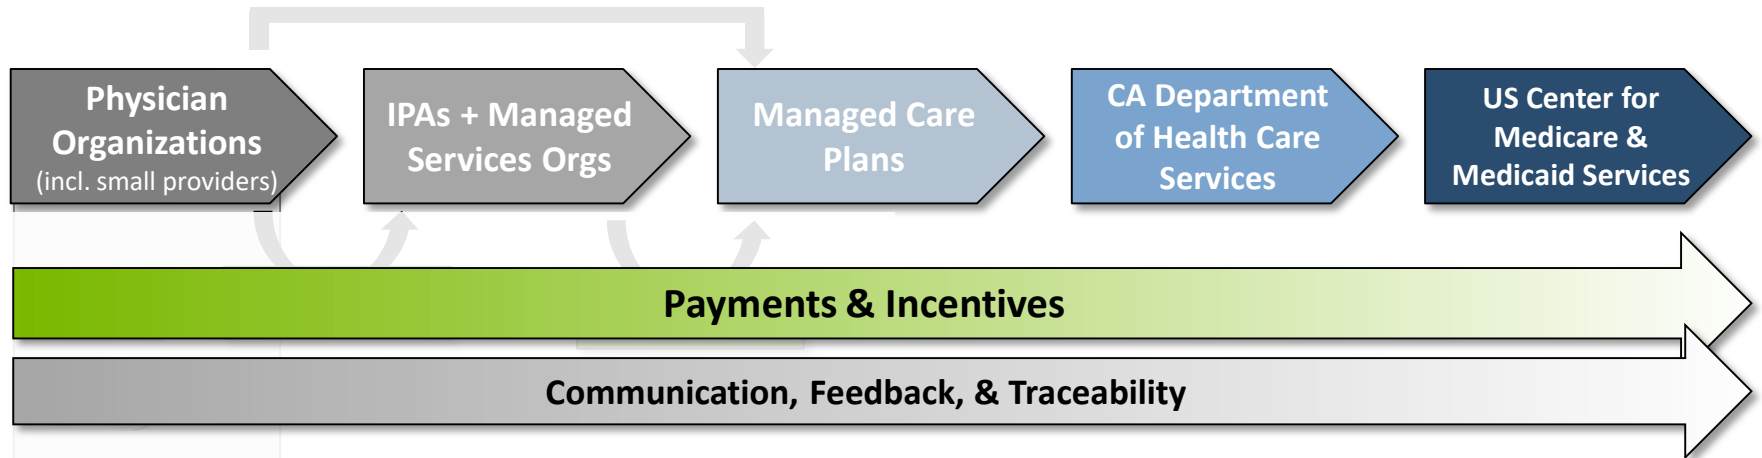 Physician
Organizations
(incl. small providers)
IPAs + Managed
Services Orgs
Managed Care
Plans
CA Department
of Health Care
Services
US Center for
Medicare &
Medicaid Services
Payments & Incentives
Communication, Feedback, & Traceability